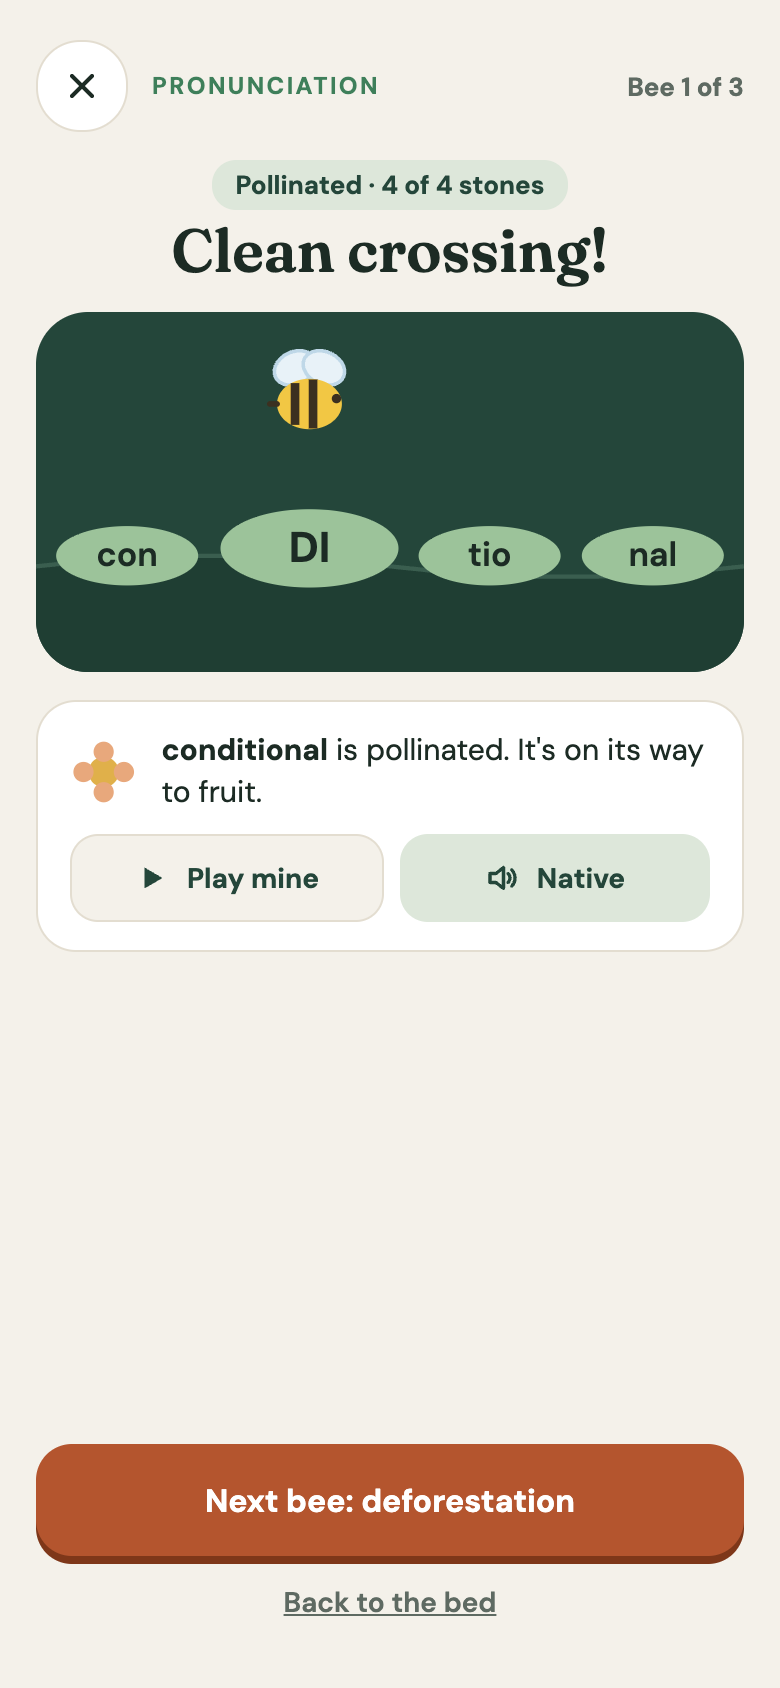 PRONUNCIATION
Bee 1 of 3
Pollinated · 4 of 4 stones
Clean crossing!
con
DI
tio
nal
conditional is pollinated. It's on its way
to fruit.
Play mine
Native
Next bee: deforestation
Back to the bed